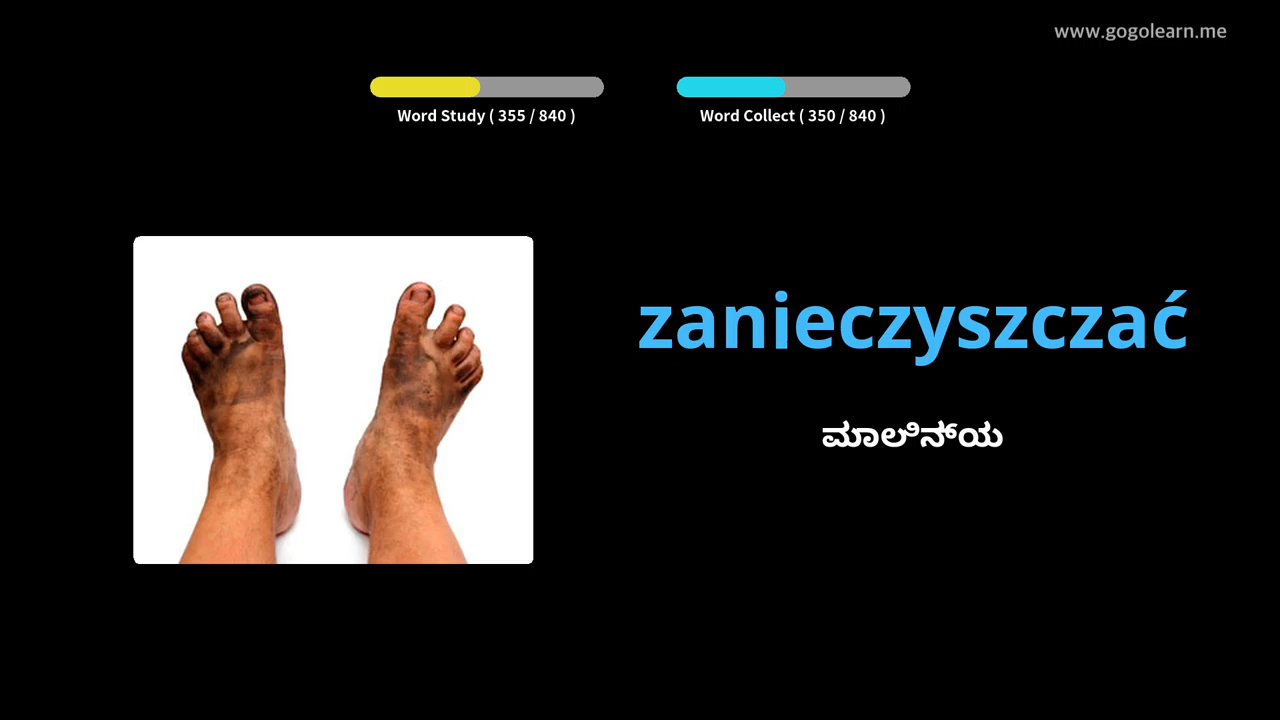 www.gogolearn.me
Word Study ( 355 / 840 )
Word Collect ( 350 / 840 )
zanieczyszczać
ಮಾಲಿನ್ಯ